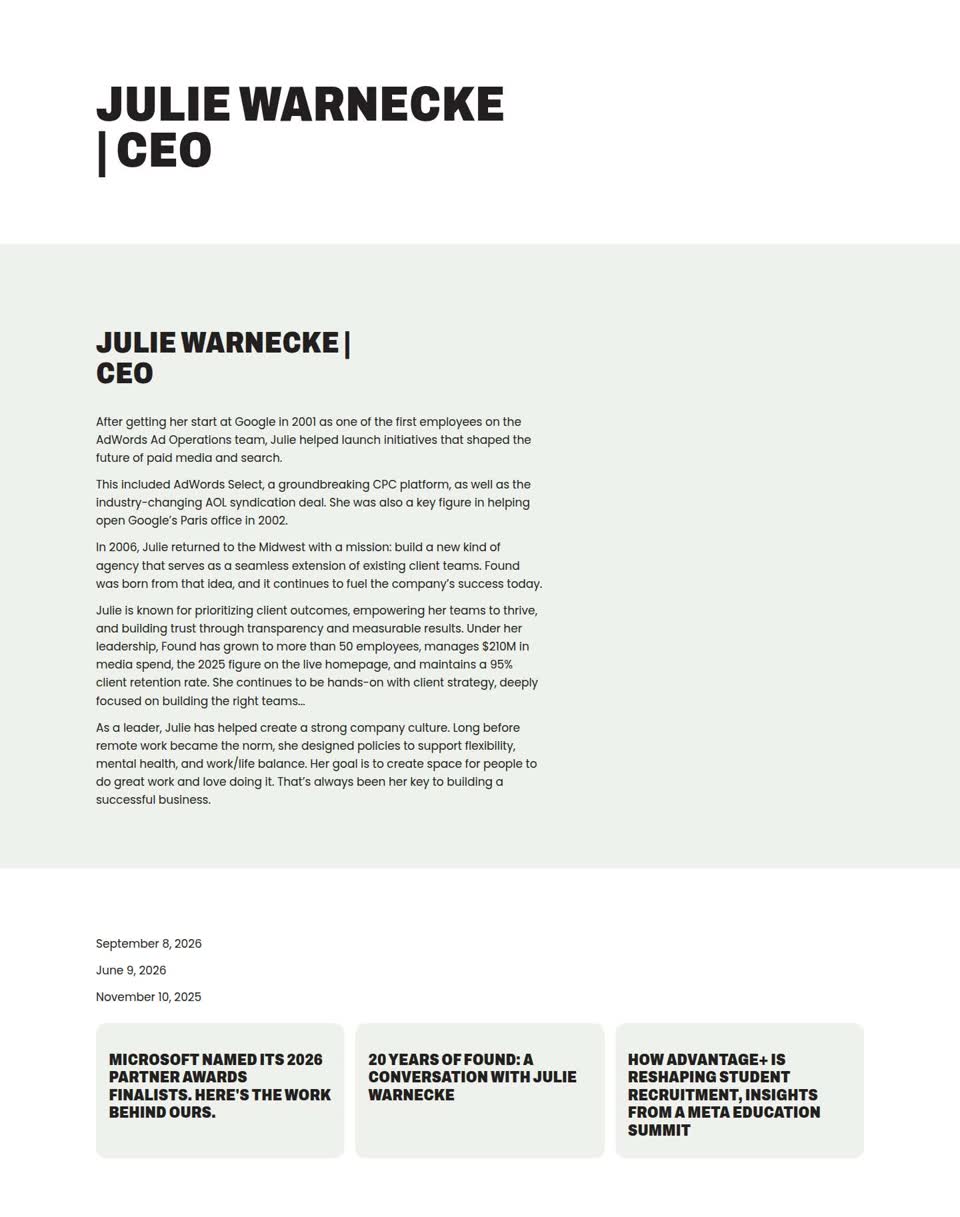 JULIE WARNECKE
| CEO
JULIE WARNECKE |
CEO
After getting her start at Google in 2001 as one of the first employees on the
AdWords Ad Operations team, Julie helped launch initiatives that shaped the
future of paid media and search.
This included AdWords Select, a groundbreaking CPC platform, as well as the
industry-changing AOL syndication deal. She was also a key figure in helping
open Google’s Paris office in 2002.
In 2006, Julie returned to the Midwest with a mission: build a new kind of
agency that serves as a seamless extension of existing client teams. Found
was born from that idea, and it continues to fuel the company’s success today.
Julie is known for prioritizing client outcomes, empowering her teams to thrive,
and building trust through transparency and measurable results. Under her
leadership, Found has grown to more than 50 employees, manages $210M in
media spend, the 2025 figure on the live homepage, and maintains a 95%
client retention rate. She continues to be hands-on with client strategy, deeply
focused on building the right teams…
As a leader, Julie has helped create a strong company culture. Long before
remote work became the norm, she designed policies to support flexibility,
mental health, and work/life balance. Her goal is to create space for people to
do great work and love doing it. That’s always been her key to building a
successful business.
September 8, 2026
June 9, 2026
November 10, 2025
MICROSOFT NAMED ITS 2026
PARTNER AWARDS
FINALISTS. HERE'S THE WORK
BEHIND OURS.
20 YEARS OF FOUND: A
CONVERSATION WITH JULIE
WARNECKE
HOW ADVANTAGE+ IS
RESHAPING STUDENT
RECRUITMENT, INSIGHTS
FROM A META EDUCATION
SUMMIT